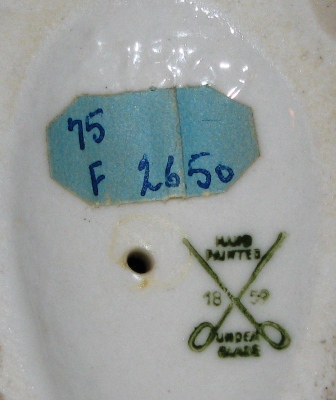 75
F 2650
HAND
PAINTED
18 59
UNDER
GLAZE